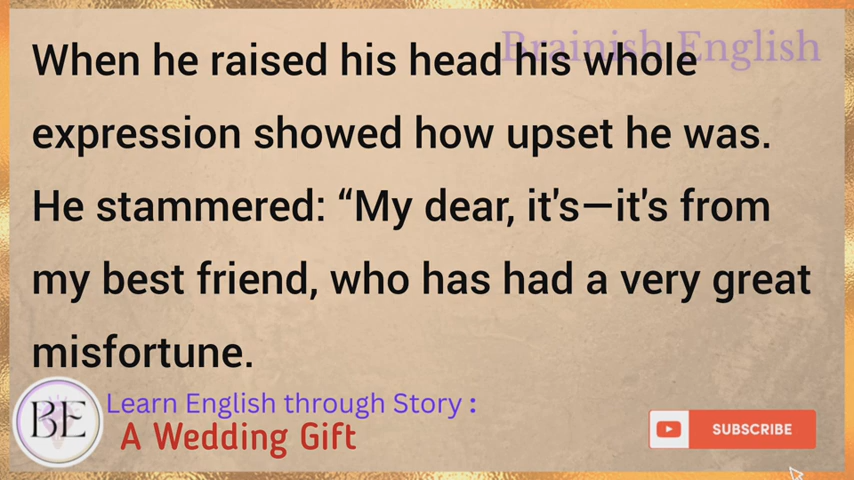 Brainish English
When he raised his head his whole
expression showed how upset he was.
He stammered: “My dear, it's—it's from
my best friend, who has had a very great
misfortune.
BE
Learn English through Story :
A Wedding Gift
SUBSCRIBE